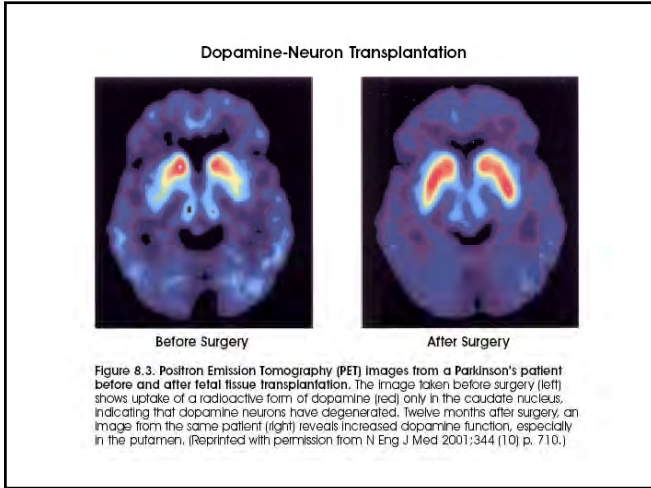 Dopamine-Neuron Transplantation
Before Surgery
After Surgery
Figure 8.3. Positron Emission Tomography (PET) images from a Parkinson's patient
before and after fetal tissue transplantation. The image taken before surgery (left)
shows uptake of a radioactive form of dopamine (red) only in the caudate nucleus,
indicating that dopamine neurons have degenerated. Twelve months after surgery, an
image from the same patient (right) reveals increased dopamine function, especially
in the putamen. (Reprinted with permission from N Eng J Med 2001;344 (10) p. 710.)